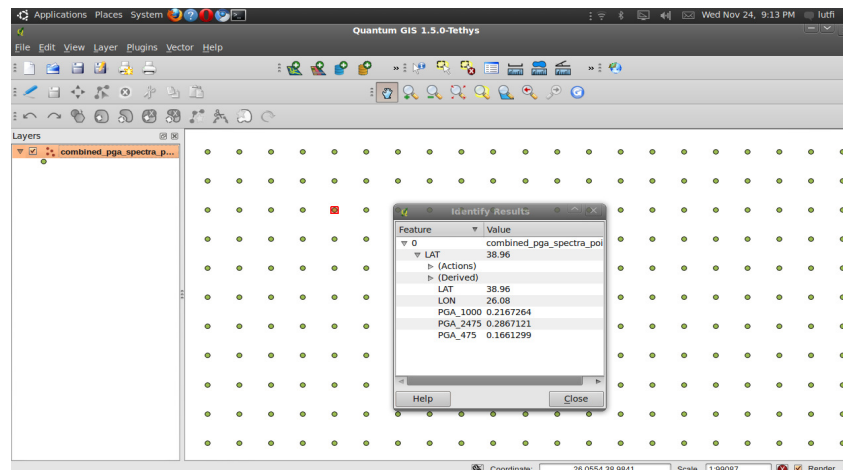 Applications Places System Wed Nov 24, 9:13 PM lutfi
Quantum GIS 1.5.0-Tethys
File Edit View Layer Plugins Vector Help
Layers
combined_pga_spectra_p...
Identify Results
Feature Value
0 combined_pga_spectra_poi
LAT 38.96
(Actions)
(Derived)
LAT 38.96
LON 26.08
PGA_1000 0.2167264
PGA_2475 0.2867121
PGA_475 0.1661299
Help Close
Coordinate: 26.0554,38.9841 Scale 1:99087 Render